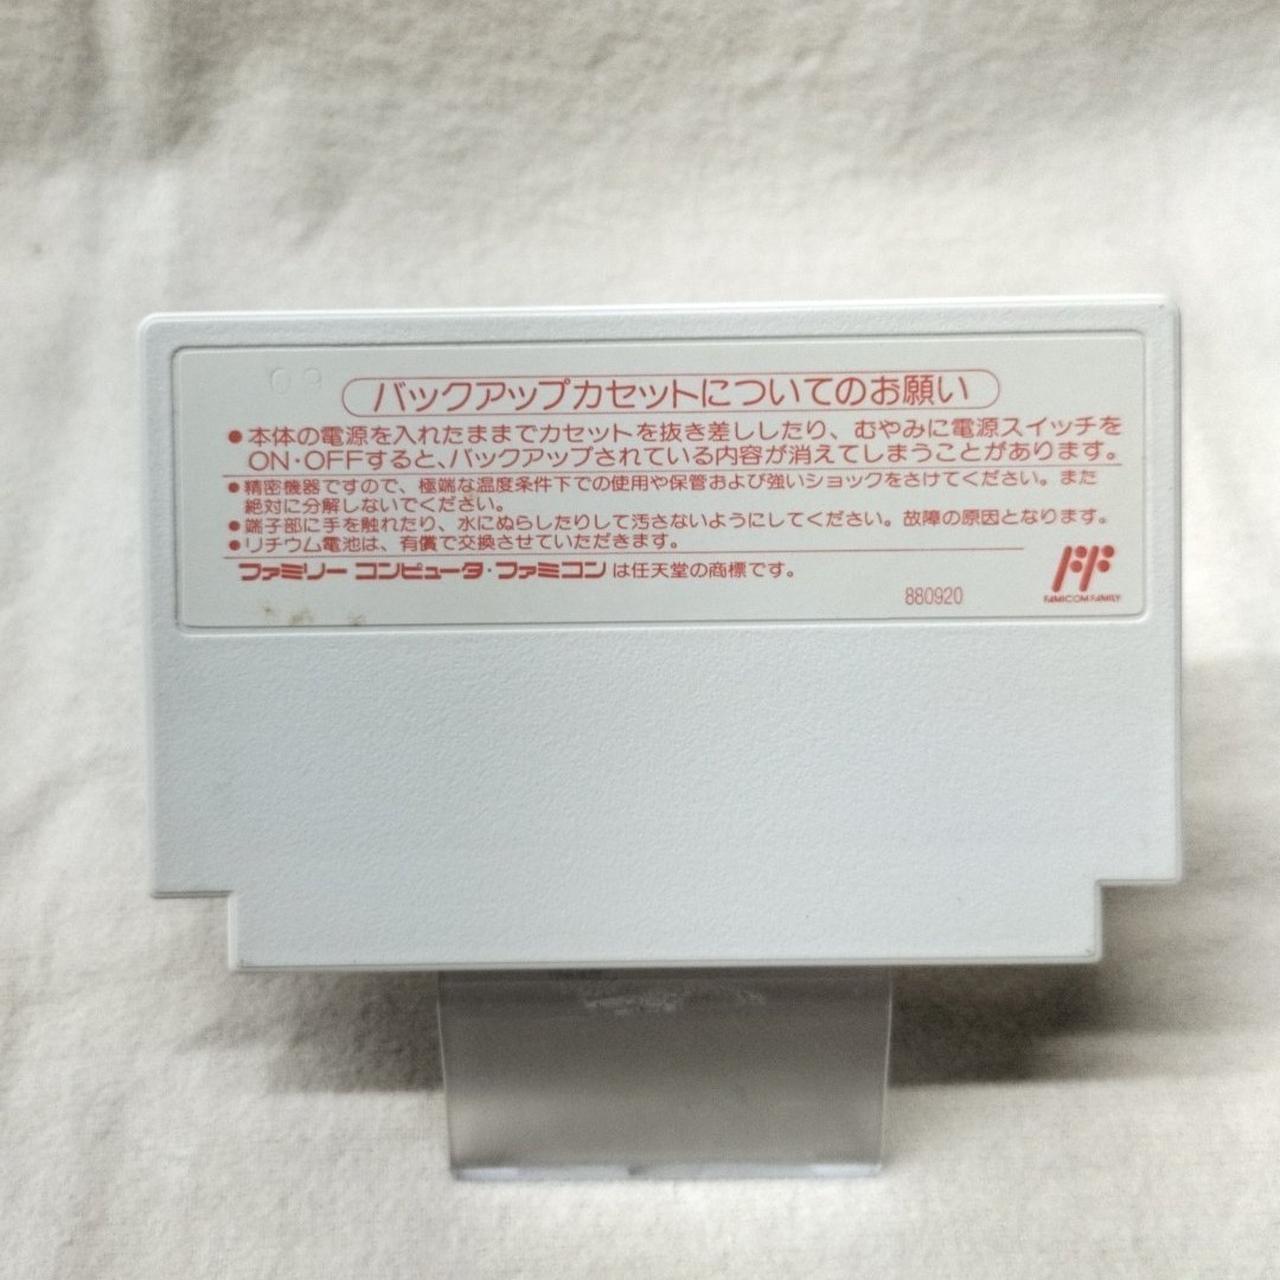 09
バックアップカセットについてのお願い
●本体の電源を入れたままでカセットを抜き差ししたり、むやみに電源スイッチを
ON・OFFすると、バックアップされている内容が消えてしまうことがあります。
●精密機器ですので、極端な温度条件下での使用や保管および強いショックをさけてください。また
絶対に分解しないでください。
●端子部に手を触れたり、水にぬらしたりして汚さないようにしてください。故障の原因となります。
●リチウム電池は、有償で交換させていただきます。
ファミリー コンピュータ・ファミコン は任天堂の商標です。
FF
FAMICOM FAMILY
880920